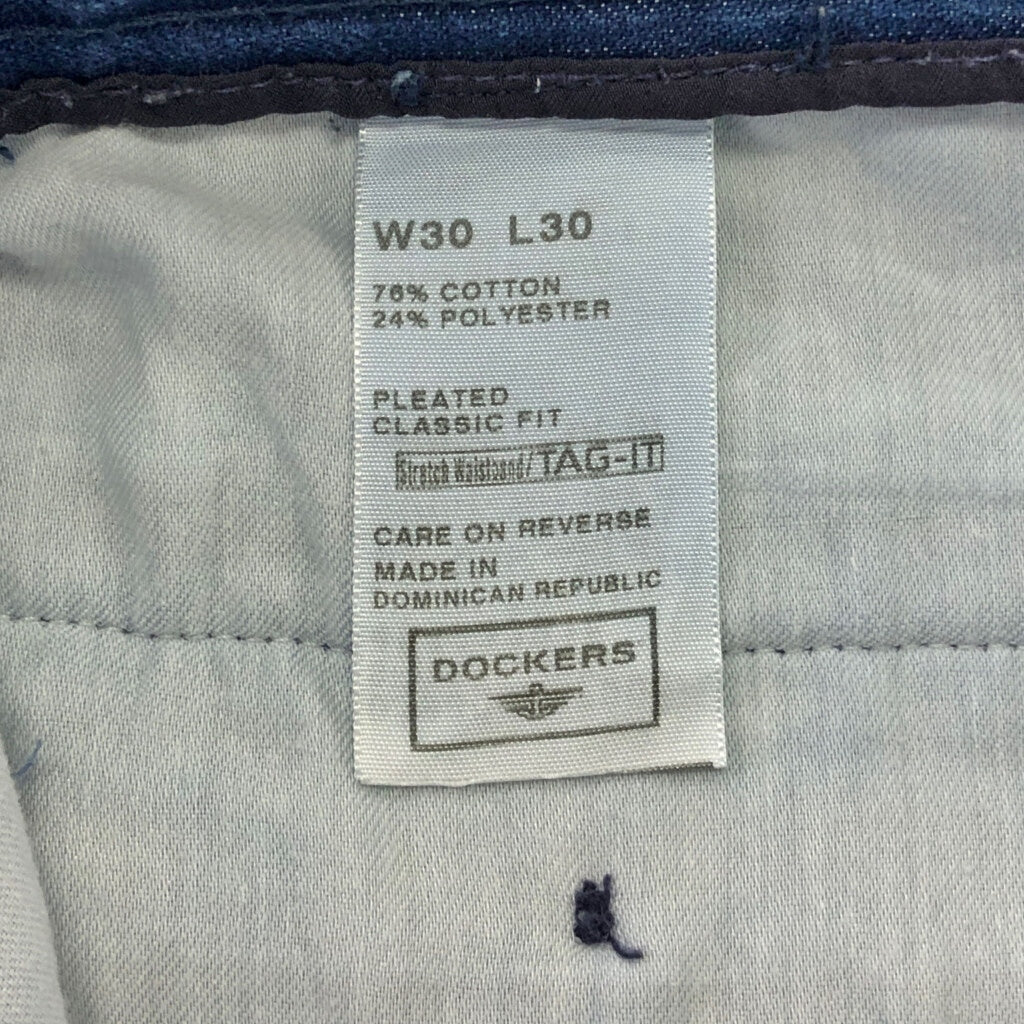 W30 L30
76% COTTON
24% POLYESTER
PLEATED
CLASSIC FIT
Stretch Waistband/TAG-IT
CARE ON REVERSE
MADE IN
DOMINICAN REPUBLIC
DOCKERS